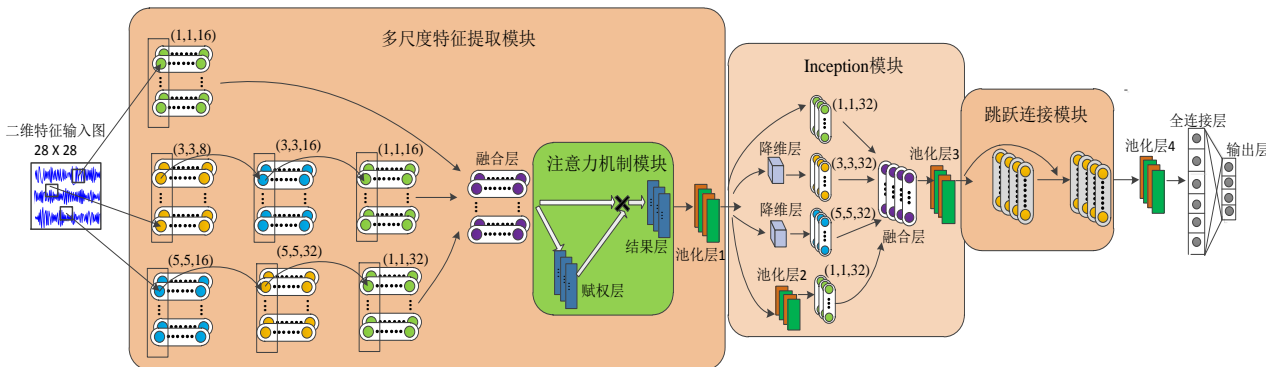 多尺度特征提取模块
(1,1,16)
二维特征输入图
28 X 28
(3,3,8)
(3,3,16)
(1,1,16)
(5,5,16)
(5,5,32)
(1,1,32)
融合层
注意力机制模块
结果层
赋权层
池化层1
Inception模块
(1,1,32)
降维层
(3,3,32)
降维层
(5,5,32)
池化层2
(1,1,32)
融合层
池化层3
跳跃连接模块
池化层4
全连接层
输出层